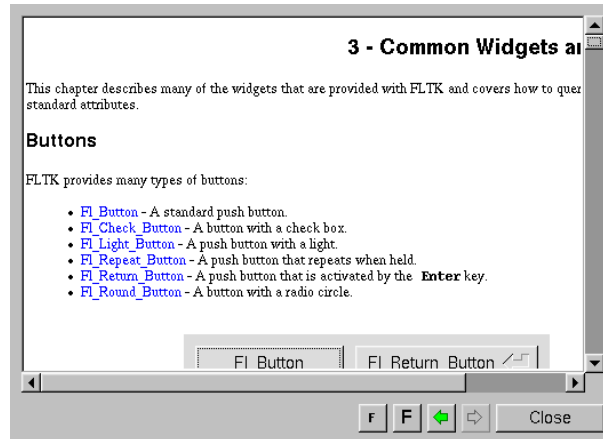 3 - Common Widgets a
This chapter describes many of the widgets that are provided with FLTK and covers how to quer
standard attributes.
Buttons
FLTK provides many types of buttons:
• Fl_Button - A standard push button.
• Fl_Check_Button - A button with a check box.
• Fl_Light_Button - A push button with a light.
• Fl_Repeat_Button - A push button that repeats when held.
• Fl_Return_Button - A push button that is activated by the Enter key.
• Fl_Round_Button - A button with a radio circle.
Fl_Button Fl_Return_Button
F F Close